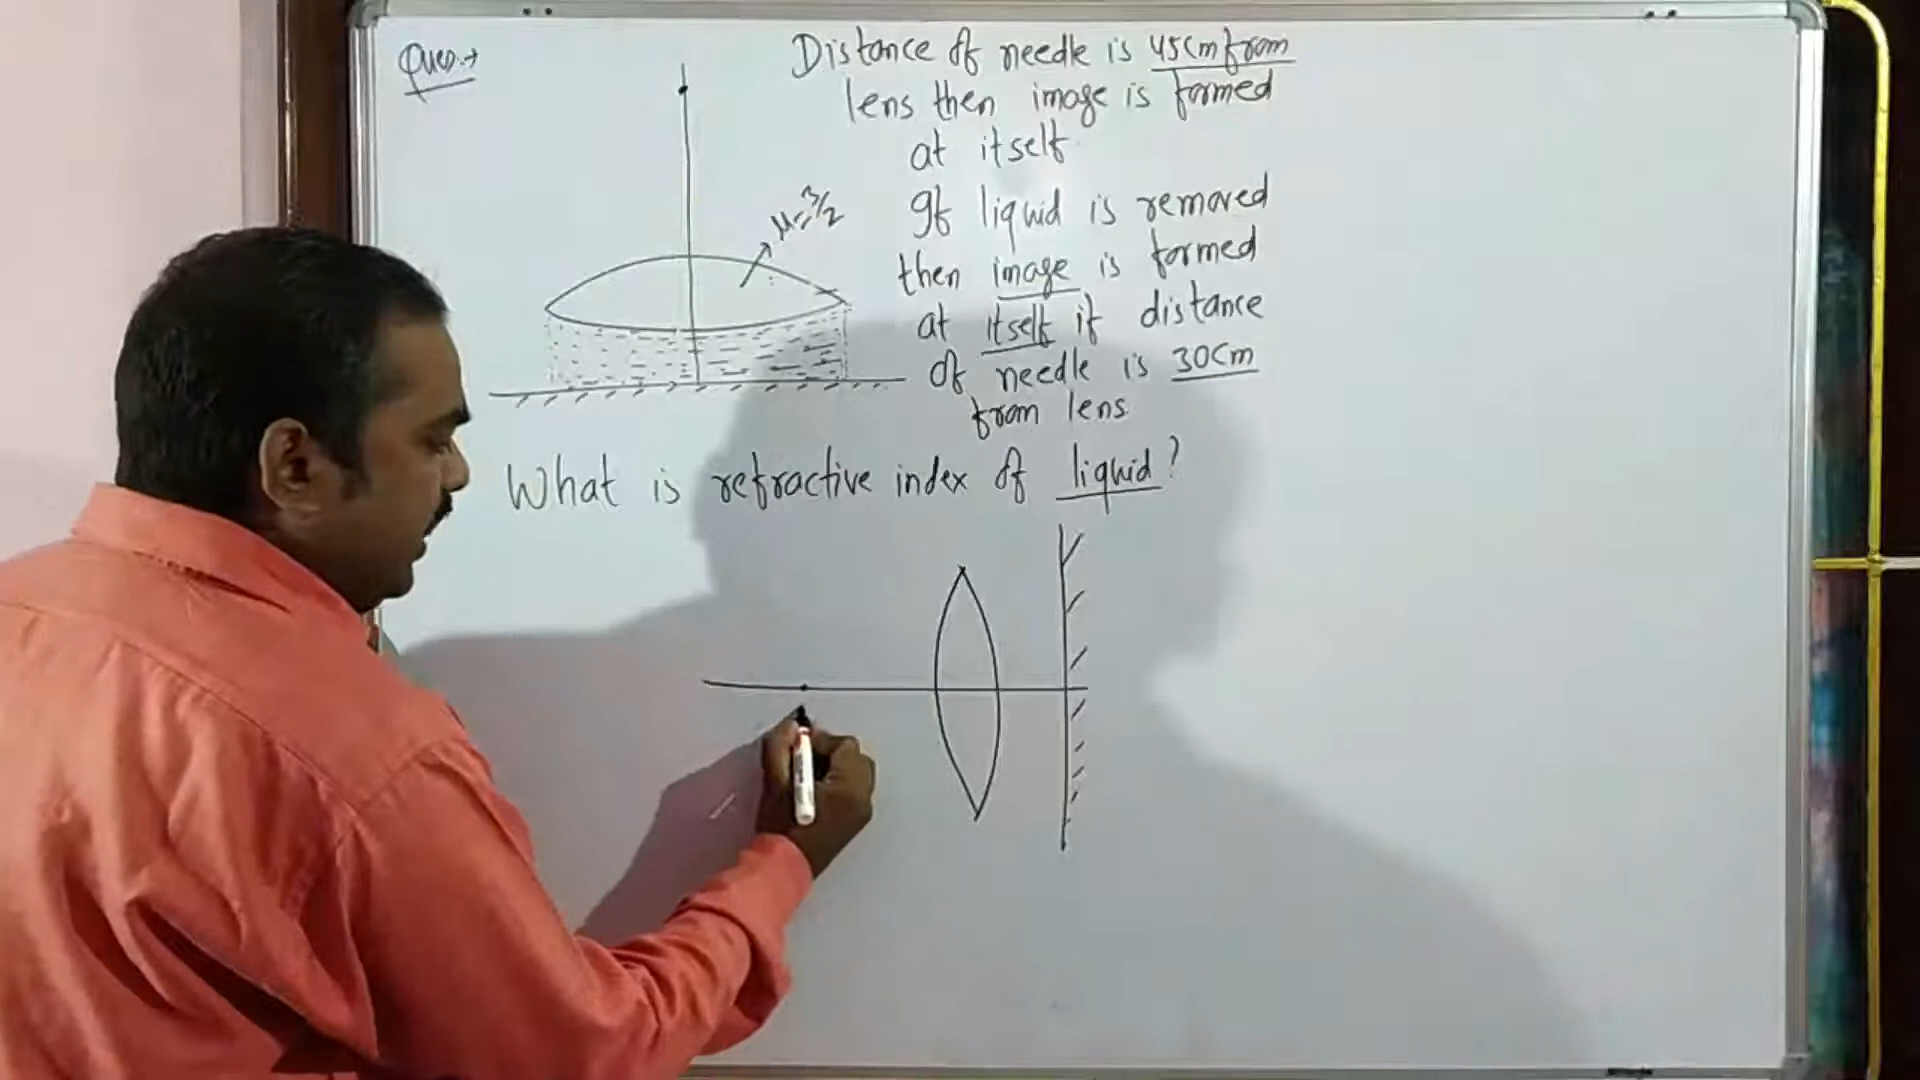 Ques:→
Distance of needle is 45cm from
lens then image is formed
at itself
μ=3/2
If liquid is removed
then image is formed
at itself if distance
of needle is 30cm
from lens
What is refractive index of liquid?